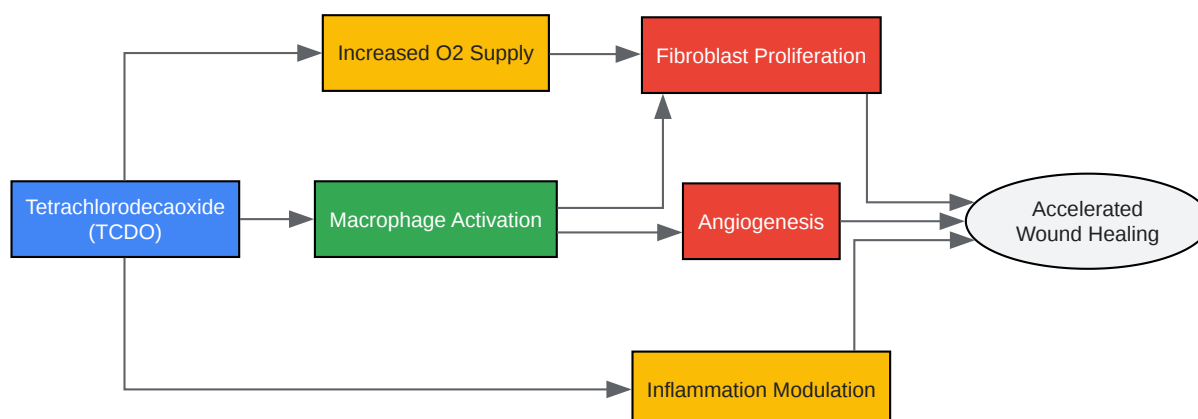 Increased O2 Supply
Fibroblast Proliferation
Tetrachlorodecaoxide
(TCDO)
Macrophage Activation
Angiogenesis
Accelerated
Wound Healing
Inflammation Modulation